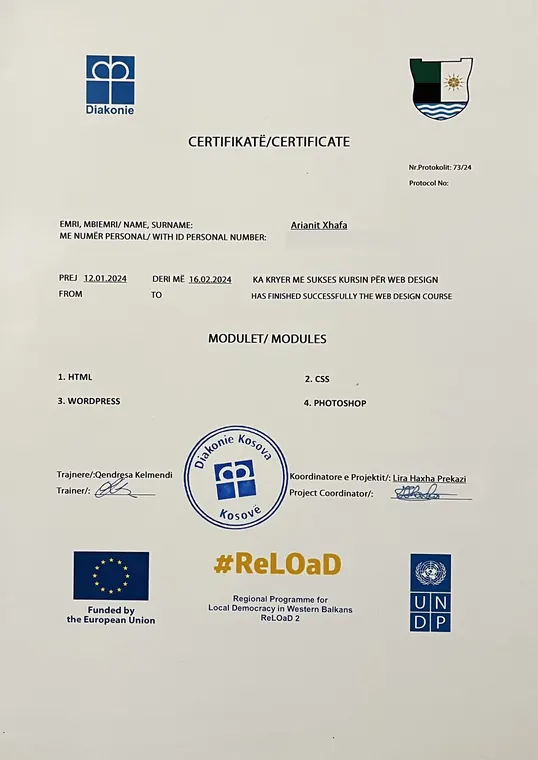 Diakonie
CERTIFIKATË/CERTIFICATE
Nr.Protokolit: 73/24
Protocol No:
EMRI, MBIEMRI/ NAME, SURNAME: Arianit Xhafa
ME NUMËR PERSONAL/ WITH ID PERSONAL NUMBER:
PREJ 12.01.2024 DERI MË 16.02.2024 KA KRYER ME SUKSES KURSIN PËR WEB DESIGN
FROM TO HAS FINISHED SUCCESSFULLY THE WEB DESIGN COURSE
MODULET/ MODULES
1. HTML 2. CSS
3. WORDPRESS 4. PHOTOSHOP
Diakonie Kosova
Kosovë
Trajnere/:Qendresa Kelmendi Koordinatore e Projektit/: Lira Haxha Prekazi
Trainer/: Project Coordinator/:
#ReLOaD
Funded by
the European Union
Regional Programme for
Local Democracy in Western Balkans
ReLOaD 2
UN
DP